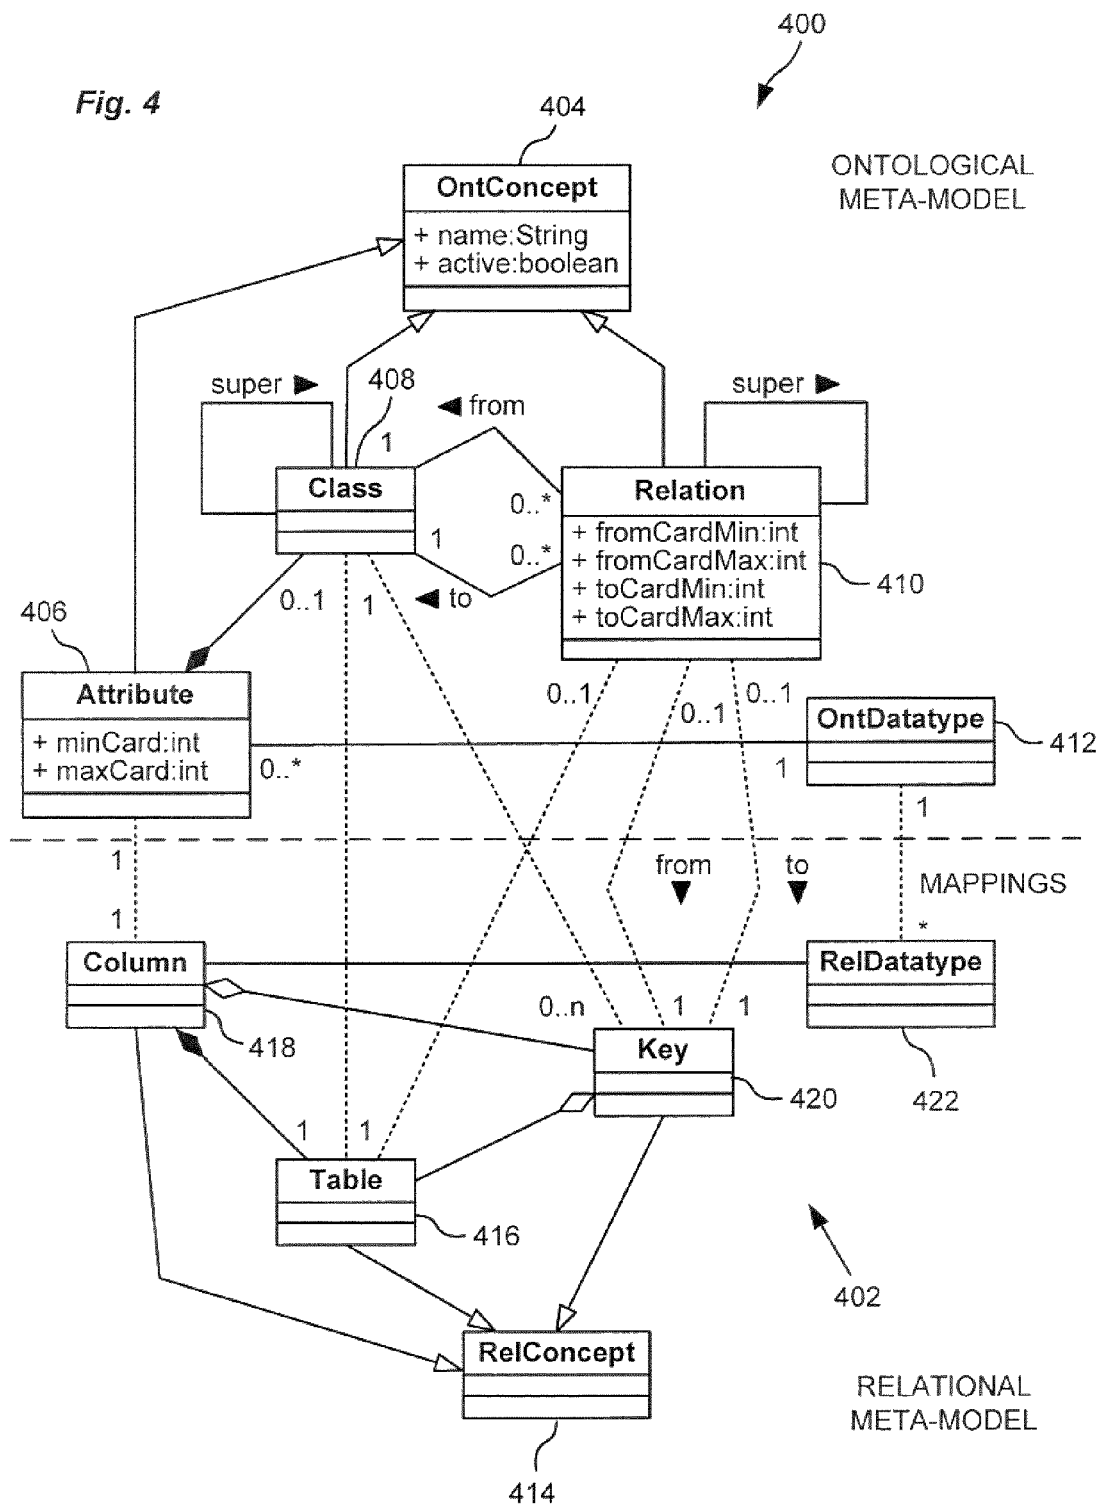 400
Fig. 4
404
ONTOLOGICAL
META-MODEL
OntConcept
+ name:String
+ active:boolean
super ►
408
◄ from
super ►
1
Class
Relation
0..*
1
0..*
+ fromCardMin:int
+ fromCardMax:int
+ toCardMin:int
+ toCardMax:int
410
◄ to
0..1
1
406
Attribute
+ minCard:int
+ maxCard:int
0..1
0..1
0..1
OntDatatype
412
0..*
1
1
1
from
▼
to
▼
MAPPINGS
1
*
Column
RelDatatype
418
0..n
1
1
Key
420
422
1
1
Table
416
402
RelConcept
RELATIONAL
META-MODEL
414